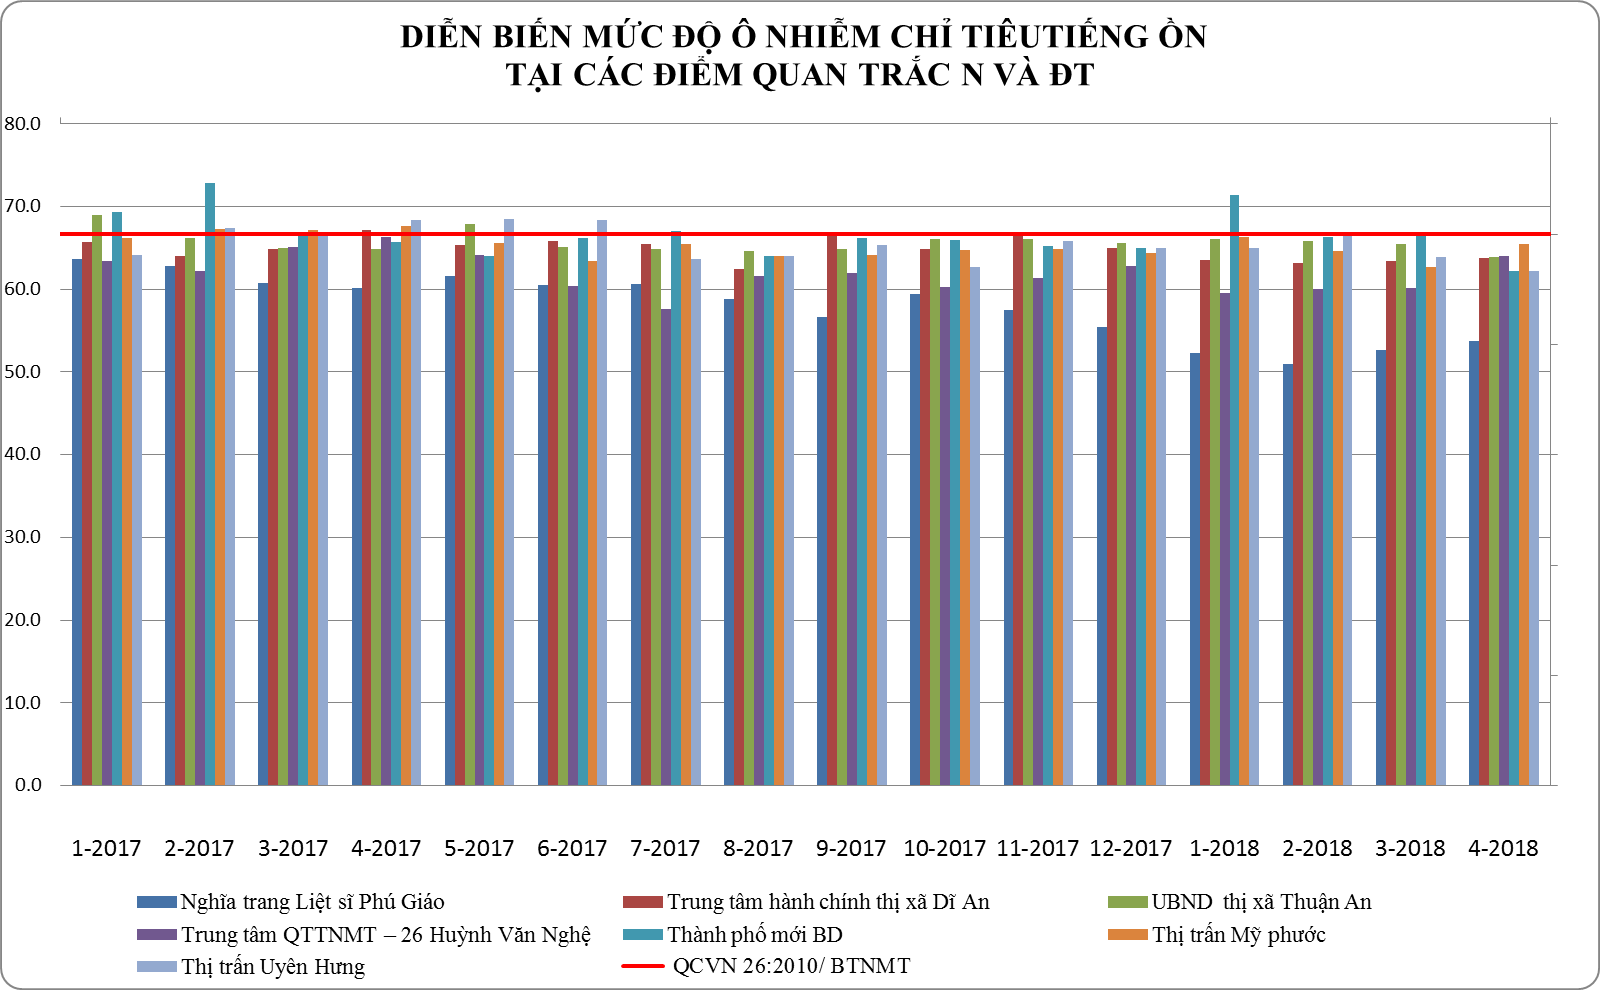 DIỄN BIẾN MỨC ĐỘ Ô NHIỄM CHỈ TIÊUTIẾNG ỒN
TẠI CÁC ĐIỂM QUAN TRẮC N VÀ ĐT
80.0
70.0
60.0
50.0
40.0
30.0
20.0
10.0
0.0
1-2017 2-2017 3-2017 4-2017 5-2017 6-2017 7-2017 8-2017 9-2017 10-2017 11-2017 12-2017 1-2018 2-2018 3-2018 4-2018
Nghĩa trang Liệt sĩ Phú Giáo Trung tâm hành chính thị xã Dĩ An UBND thị xã Thuận An
Trung tâm QTTNMT – 26 Huỳnh Văn Nghệ Thành phố mới BD Thị trấn Mỹ phước
Thị trấn Uyên Hưng QCVN 26:2010/ BTNMT